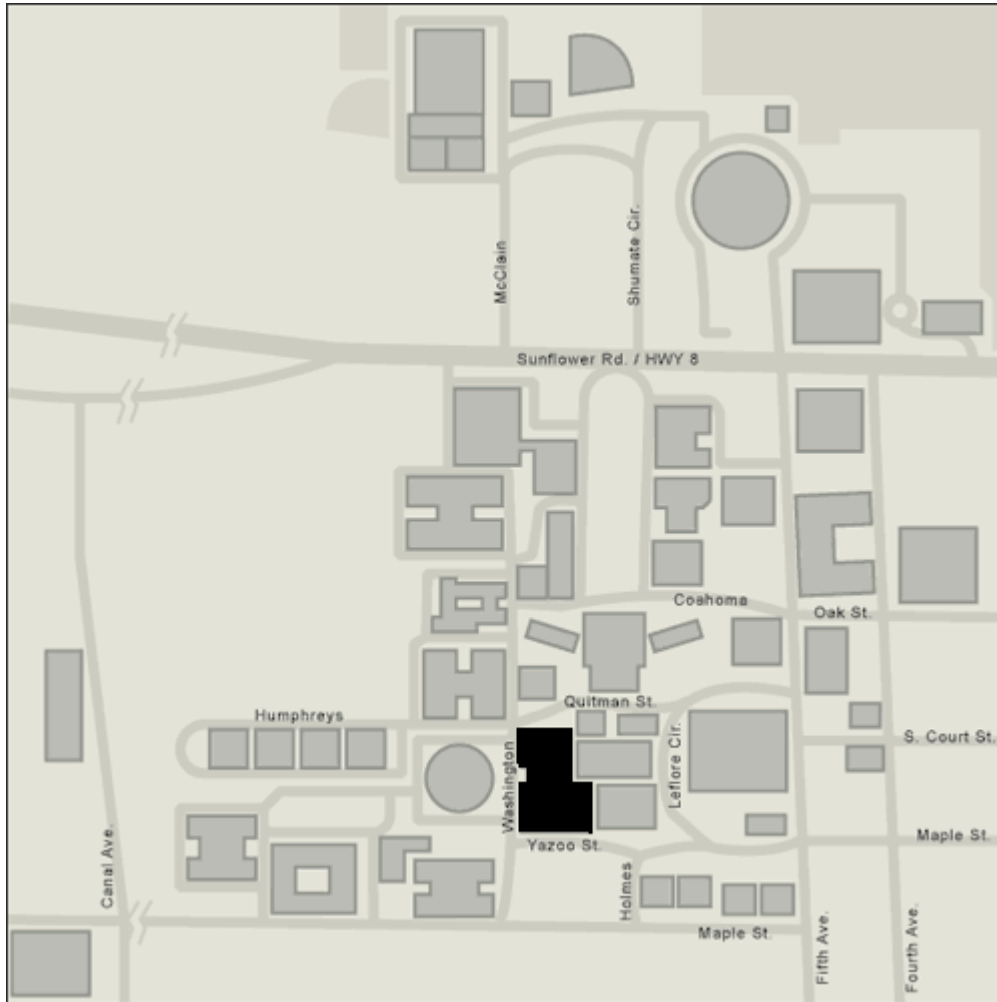 McClain
Shumate Cir.
Sunflower Rd. / HWY 8
Coahoma
Oak St.
Quitman St.
Humphreys
S. Court St.
Washington
Leflore Cir.
Yazoo St.
Maple St.
Canal Ave.
Holmes
Maple St.
Fifth Ave.
Fourth Ave.